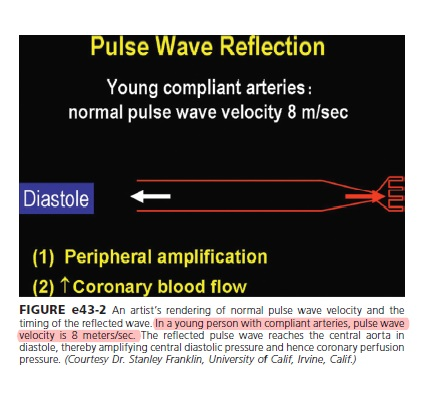 Pulse Wave Reflection
Young compliant arteries:
normal pulse wave velocity 8 m/sec
Diastole
(1) Peripheral amplification
(2) ↑Coronary blood flow
FIGURE e43-2 An artist's rendering of normal pulse wave velocity and the
timing of the reflected wave. In a young person with compliant arteries, pulse wave
velocity is 8 meters/sec. The reflected pulse wave reaches the central aorta in
diastole, thereby amplifying central diastolic pressure and hence coronary perfusion
pressure. (Courtesy Dr. Stanley Franklin, University of Calif, Irvine, Calif.)